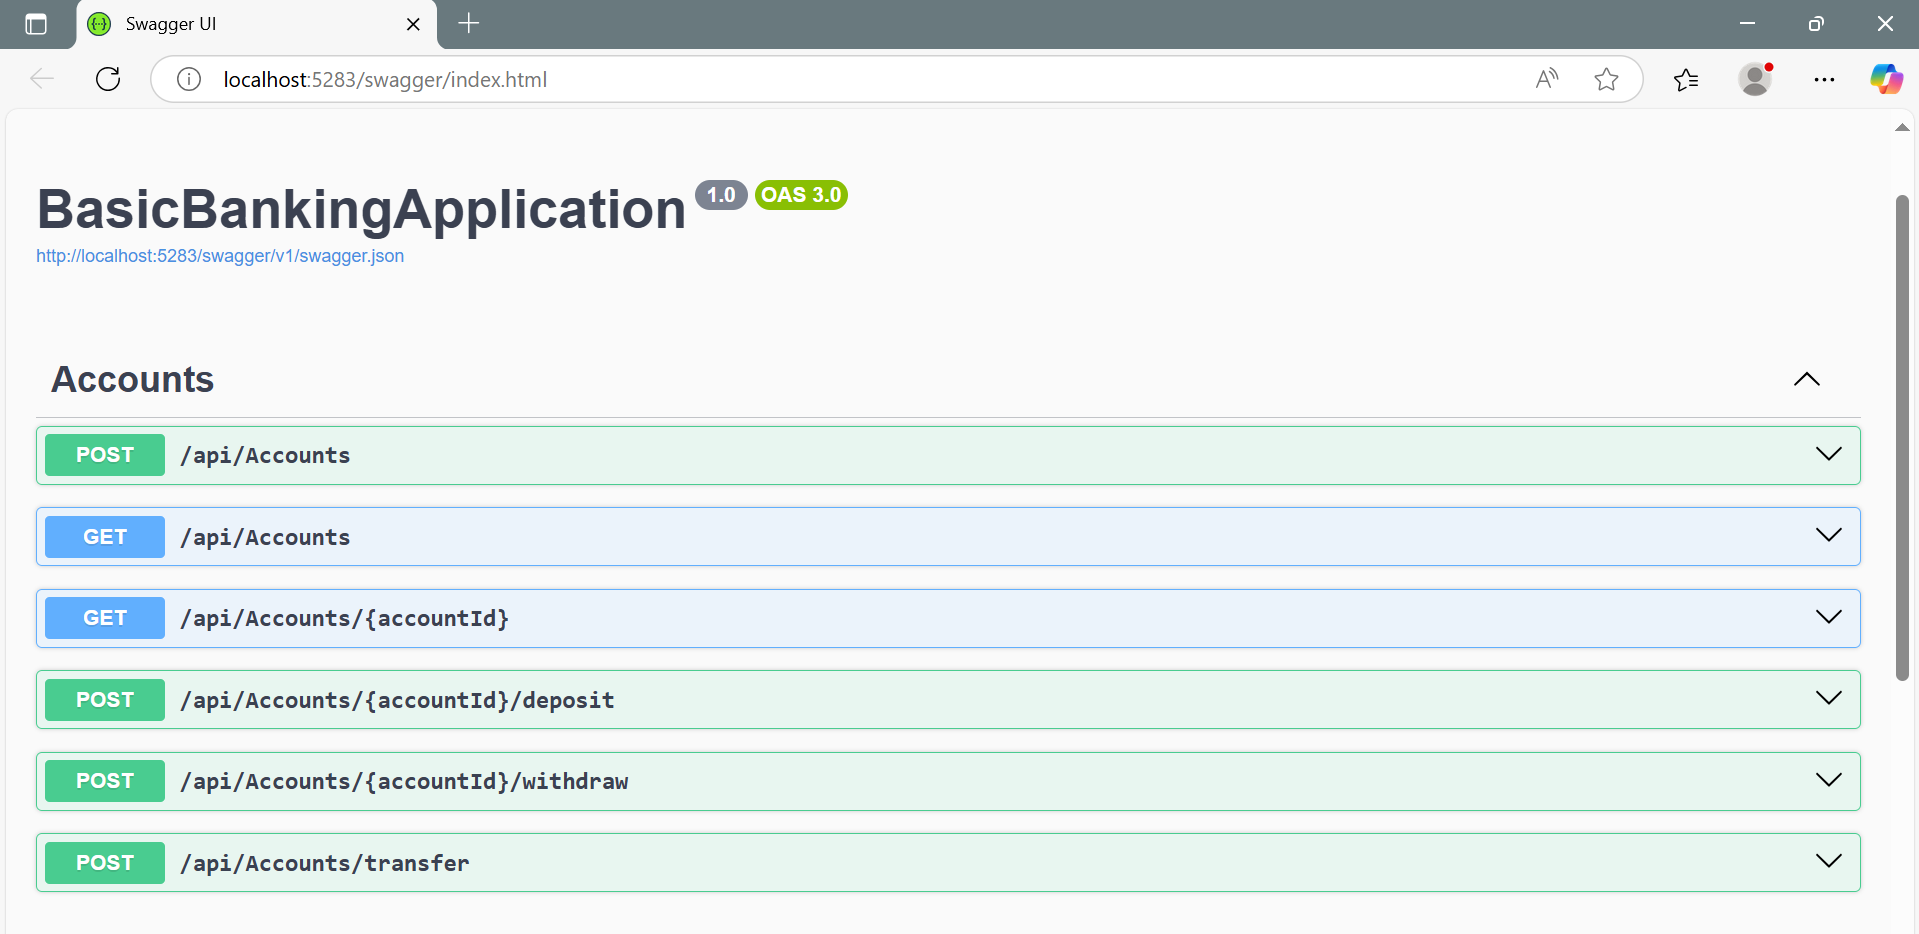 Swagger UI
localhost:5283/swagger/index.html
BasicBankingApplication 1.0 OAS 3.0
http://localhost:5283/swagger/v1/swagger.json
Accounts
POST /api/Accounts
GET /api/Accounts
GET /api/Accounts/{accountId}
POST /api/Accounts/{accountId}/deposit
POST /api/Accounts/{accountId}/withdraw
POST /api/Accounts/transfer